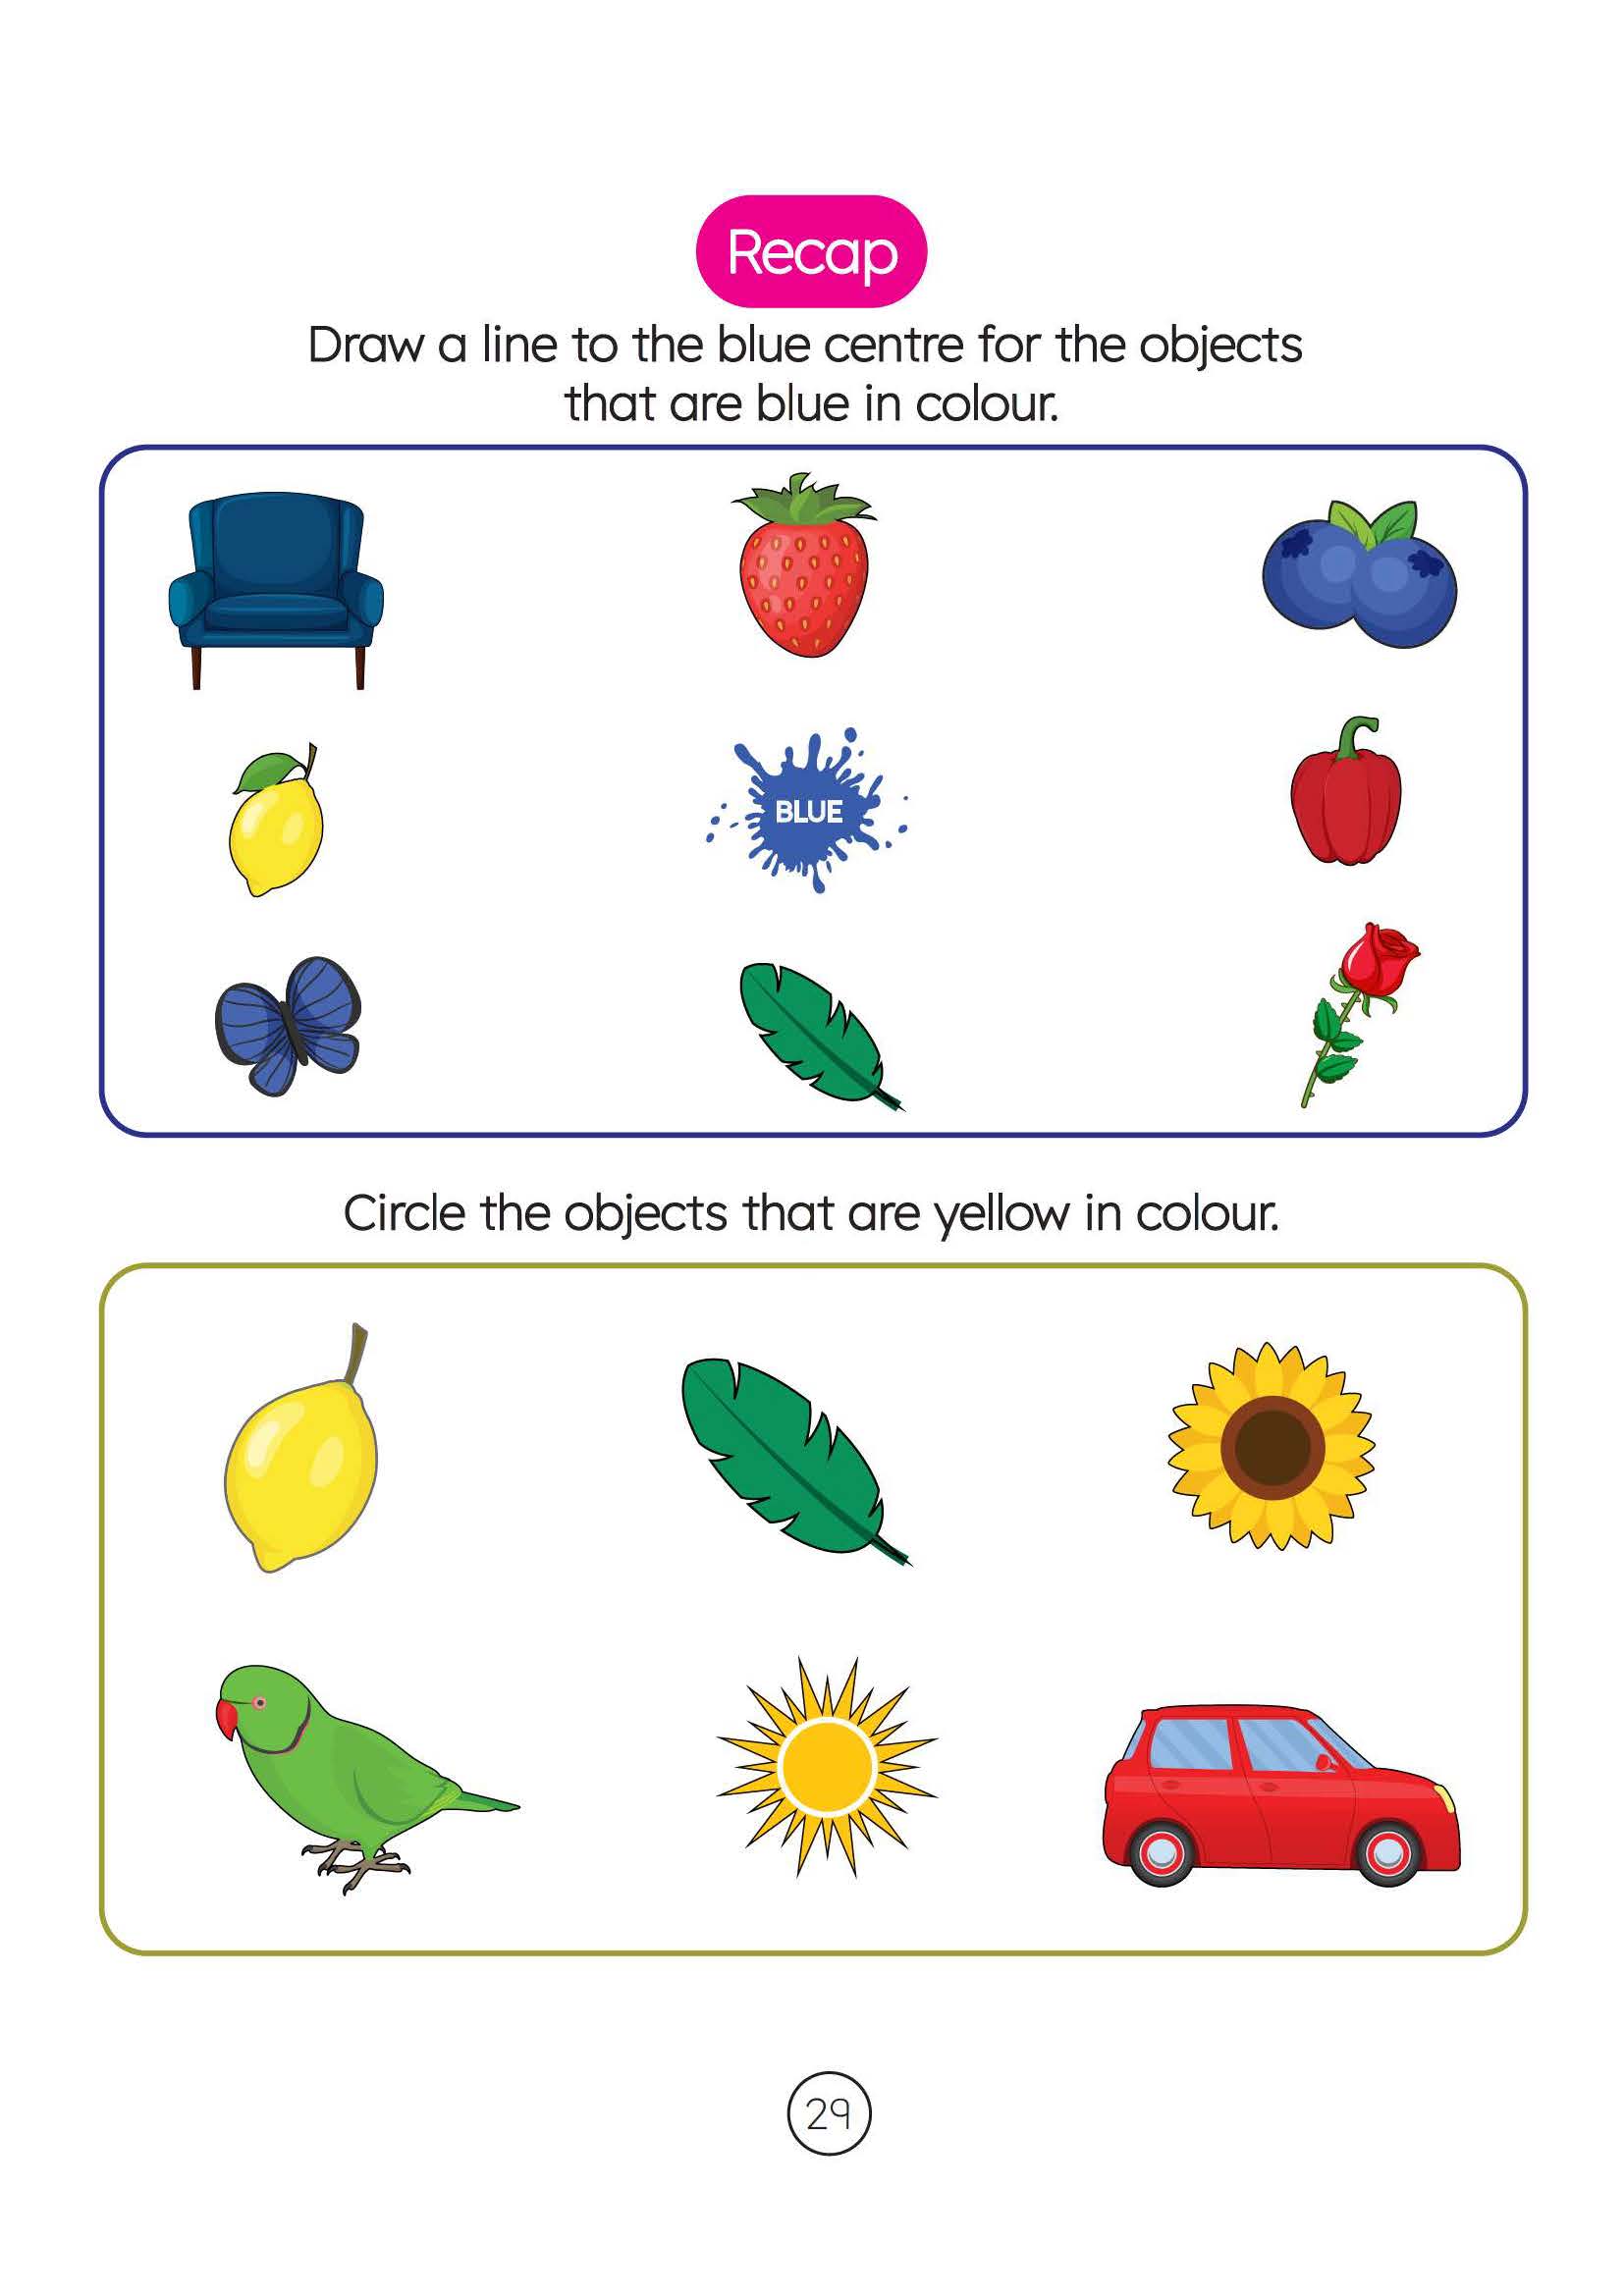 Recap
Draw a line to the blue centre for the objects
that are blue in colour.
BLUE
Circle the objects that are yellow in colour.
29